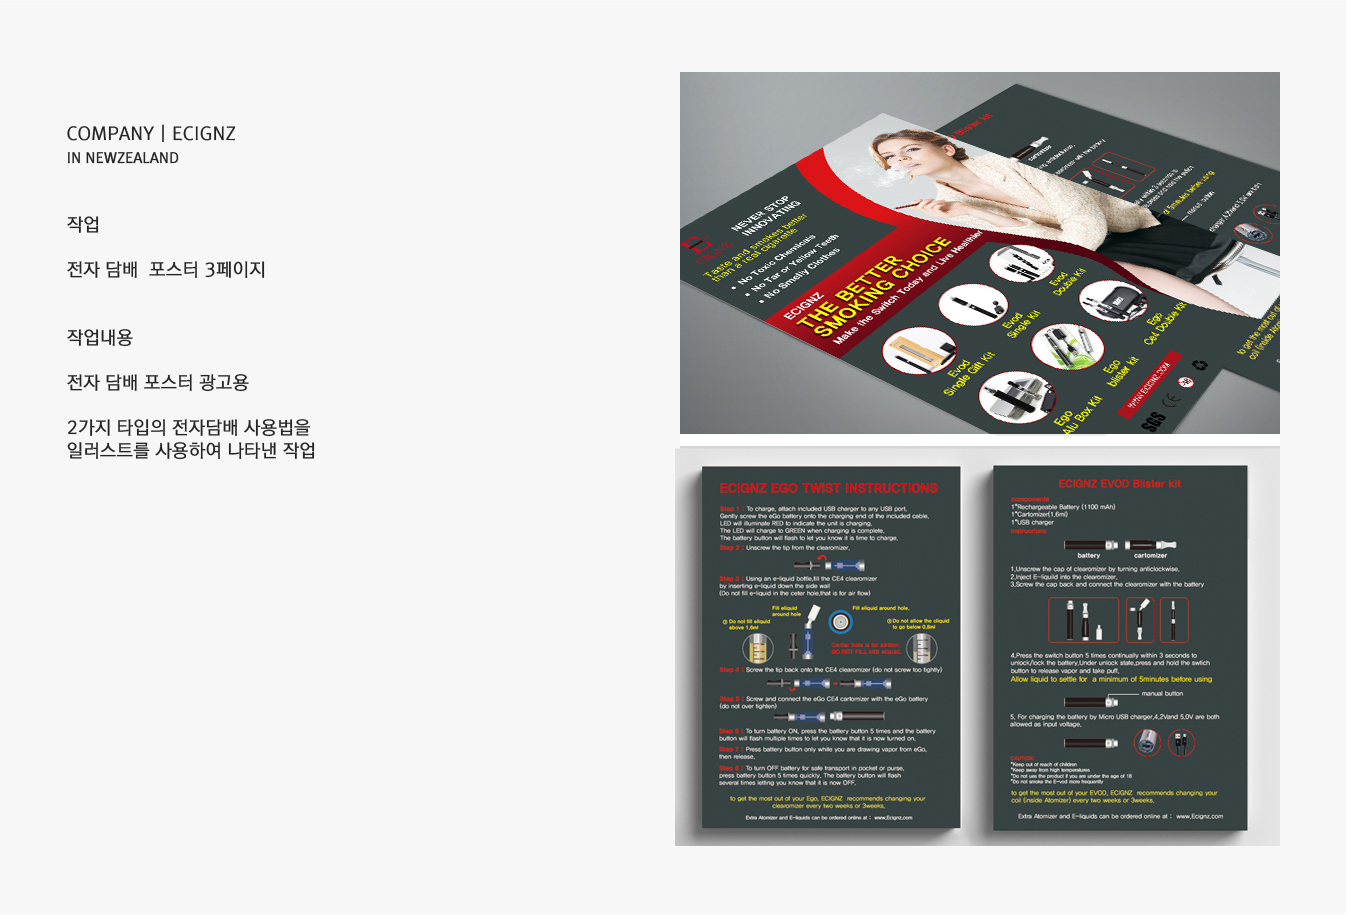 COMPANY | ECIGNZ
IN NEWZEALAND
작업
전자 담배 포스터 3페이지
작업내용
전자 담배 포스터 광고용
2가지 타입의 전자담배 사용법을
일러스트를 사용하여 나타낸 작업
NEVER STOP
INNOVATING
Taste and smokes better
than a real cigarette
• No Toxic Chemicals
• No Tar or Yellow Teeth
• No Smelly Clothes
ECIGNZ
THE BETTER
SMOKING CHOICE
Make the Switch Today and Live Healthier
Evod
Double Kit
Evod
Single Kit
Ego
Ce4 Double Kit
Evod
Single Gift Kit
Ego
blister kit
Ego
Alu Box Kit
WWW.ECIGNZ.COM
SGS
CE
Blister kit
cartomizer
manual button
to get the most out of
coil (inside Atom
ECIGNZ EGO TWIST INSTRUCTIONS
Step 1 : To charge, attach included USB charger to any USB port.
Gently screw the eGo battery onto the charging end of the included cable.
LED will illuminate RED to indicate the unit is charging.
The LED will charge to GREEN when charging is complete.
The battery button will flash to let you know it is time to charge.
Step 2 : Unscrew the tip from the clearomizer.
Step 3 : Using an e-liquid bottle,fill the CE4 clearomizer
by inserting e-liquid down the side wall
(Do not fill e-liquid in the ceter hole,that is for air flow)
Fill eliquid
around hole
Fill eliquid around hole.
① Do not fill eliquid
above 1.6ml
② Do not allow the cliquid
to go below 0.8ml
Center hole is for airflow.
DO NOT FILL with eliquid.
Step 4 : Screw the tip back onto the CE4 clearomizer (do not screw too tightly)
Step 5 : Screw and connect the eGo CE4 cartomizer with the eGo battery
(do not over tighten)
Step 6 : To turn battery ON, press the battery button 5 times and the battery
button will flash multiple times to let you know that it is now turned on.
Step 7 : Press battery button only while you are drawing vapor from eGo,
then release.
Step 8 : To turn OFF battery for safe transport in pocket or purse,
press battery button 5 times quickly. The battery button will flash
several times letting you know that it is now OFF.
to get the most out of your Ego, ECIGNZ recommends changing your
clearomizer every two weeks or 3weeks.
Extra Atomizer and E-liquids can be ordered online at : www.Ecignz.com
ECIGNZ EVOD Blister kit
components
1*Rechargeable Battery (1100 mAh)
1*Cartomizer(1.6ml)
1*USB charger
Instructions
battery
cartomizer
1.Unscrew the cap of clearomizer by turning anticlockwise.
2.Inject E-liquild into the clearomizer.
3.Screw the cap back and connect the clearomizer with the battery
4.Press the switch button 5 times continually within 3 seconds to
unlock/lock the battery.Under unlock state,press and hold the swtich
button to release vapor and take puff.
Allow liquid to settle for a minimum of 5minutes before using
manual button
5. For charging the battery by Micro USB charger,4.2Vand 5.0V are both
allowed as input voltage.
CAUTION
*Keep out of reach of children
*Keep away from high temperatures
*Do not use the product if you are under the age of 18
*Do not smoke the E-vod more frequently
to get the most out of your EVOD, ECIGNZ recommends changing your
coil (inside Atomizer) every two weeks or 3weeks.
Extra Atomizer and E-liquids can be ordered online at : www.Ecignz.com